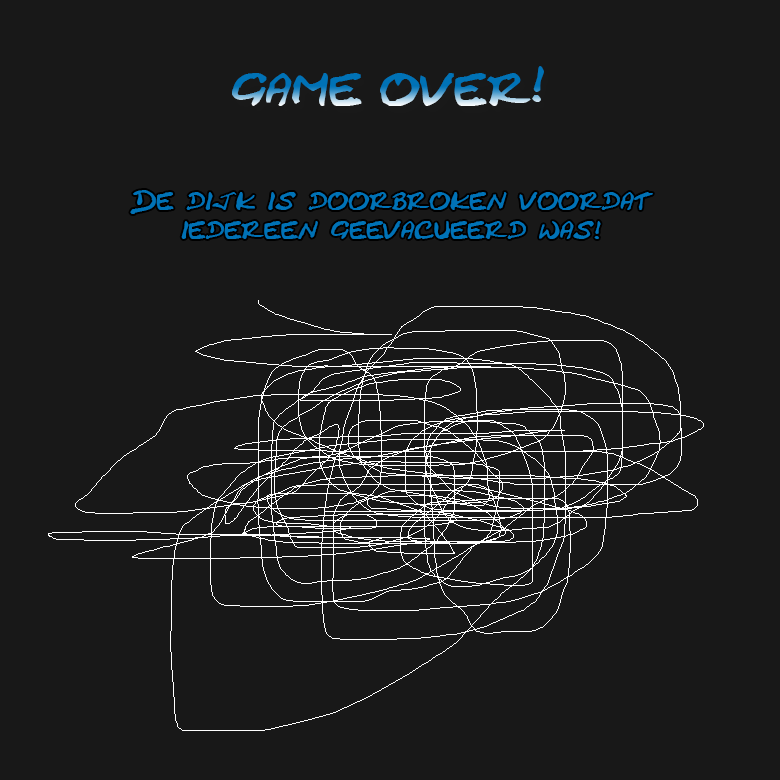 GAME OVER!
DE DIJK IS DOORBROKEN VOORDAT
IEDEREEN GEEVACUEERD WAS!